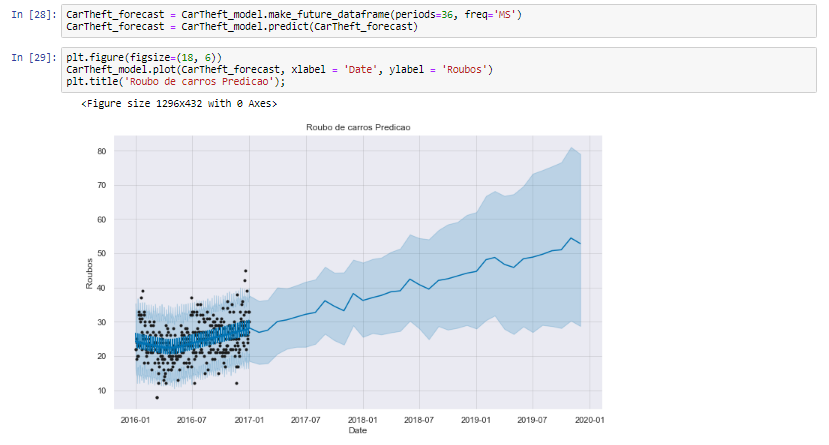 In [28]: CarTheft_forecast = CarTheft_model.make_future_dataframe(periods=36, freq='MS')
CarTheft_forecast = CarTheft_model.predict(CarTheft_forecast)
In [29]: plt.figure(figsize=(18, 6))
CarTheft_model.plot(CarTheft_forecast, xlabel = 'Date', ylabel = 'Roubos')
plt.title('Roubo de carros Predicao');
<Figure size 1296x432 with 0 Axes>
Roubo de carros Predicao
80
70
60
50
40
30
20
10
Roubos
2016-01 2016-07 2017-01 2017-07 2018-01 2018-07 2019-01 2019-07 2020-01
Date